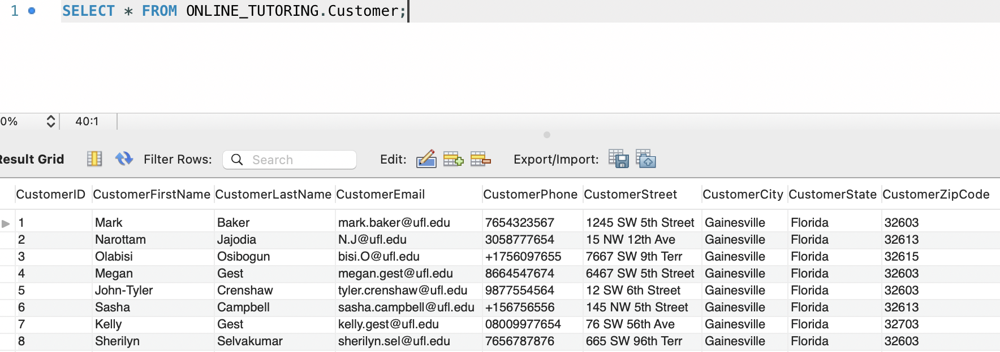 1 SELECT * FROM ONLINE_TUTORING.Customer;
0% 40:1
Result Grid Filter Rows: Search Edit: Export/Import:
CustomerID CustomerFirstName CustomerLastName CustomerEmail CustomerPhone CustomerStreet CustomerCity CustomerState CustomerZipCode
1 Mark Baker mark.baker@ufl.edu 7654323567 1245 SW 5th Street Gainesville Florida 32603
2 Narottam Jajodia N.J@ufl.edu 3058777654 15 NW 12th Ave Gainesville Florida 32613
3 Olabisi Osibogun bisi.O@ufl.edu +1756097655 7667 SW 9th Terr Gainesville Florida 32615
4 Megan Gest megan.gest@ufl.edu 8664547674 6467 SW 5th Street Gainesville Florida 32603
5 John-Tyler Crenshaw tyler.crenshaw@ufl.edu 9877554564 12 SW 6th Street Gainesville Florida 32603
6 Sasha Campbell sasha.campbell@ufl.edu +156756556 145 NW 5th Street Gainesville Florida 32613
7 Kelly Gest kelly.gest@ufl.edu 08009977654 76 SW 56th Ave Gainesville Florida 32703
8 Sherilyn Selvakumar sherilyn.sel@ufl.edu 7656787876 665 SW 96th Terr Gainesville Florida 32603